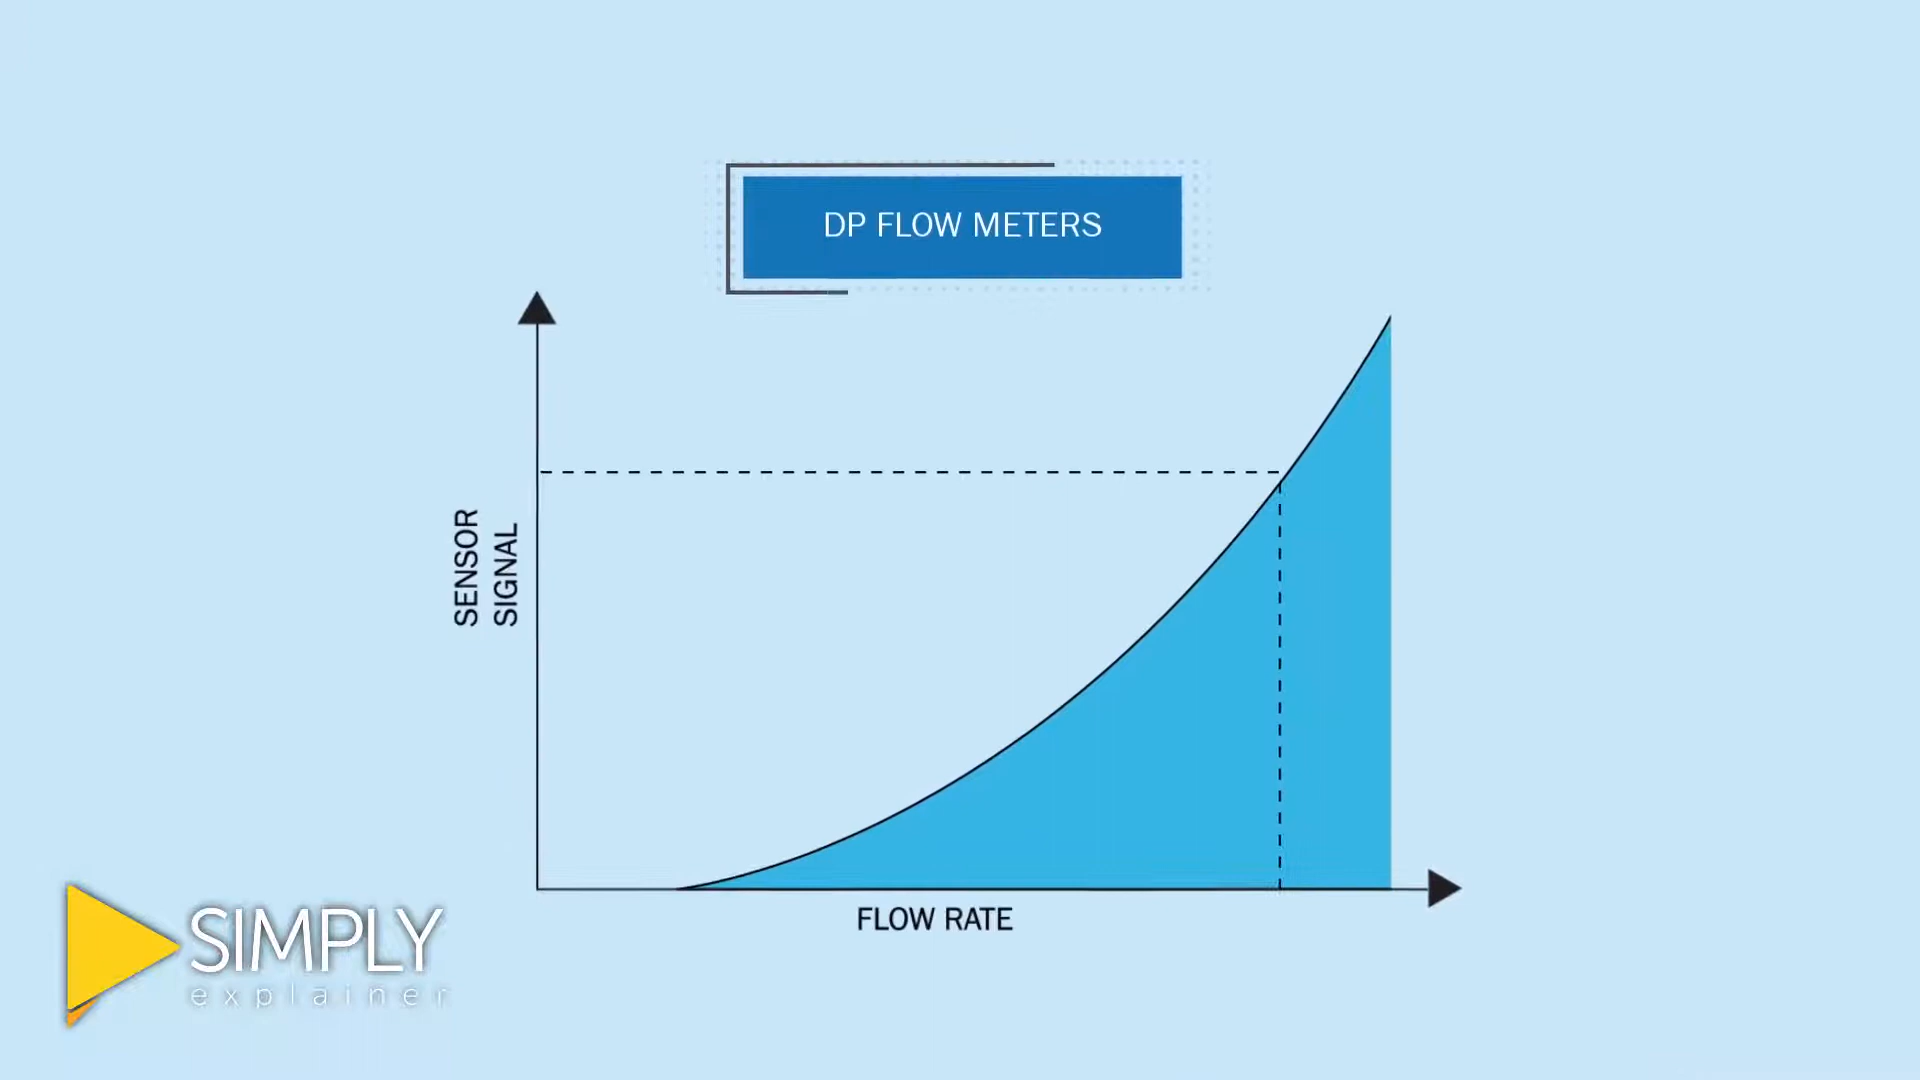 DP FLOW METERS
SENSOR
SIGNAL
FLOW RATE
SIMPLY
explainer